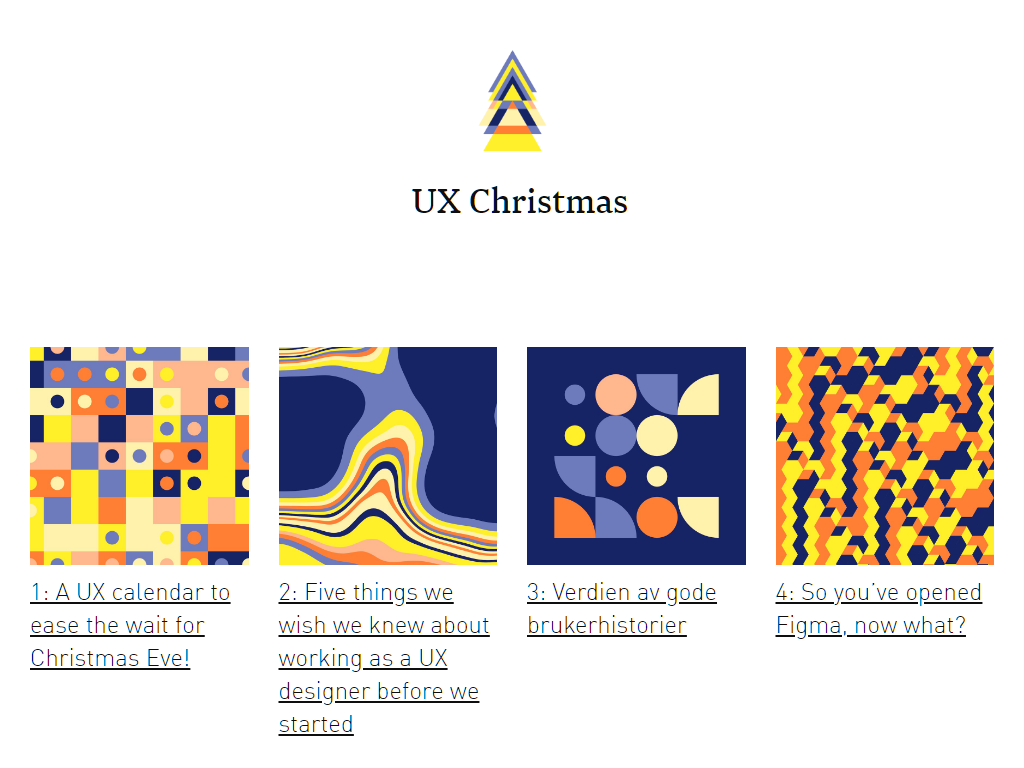 UX Christmas
1: A UX calendar to
ease the wait for
Christmas Eve!
2: Five things we
wish we knew about
working as a UX
designer before we
started
3: Verdien av gode
brukerhistorier
4: So you've opened
Figma, now what?